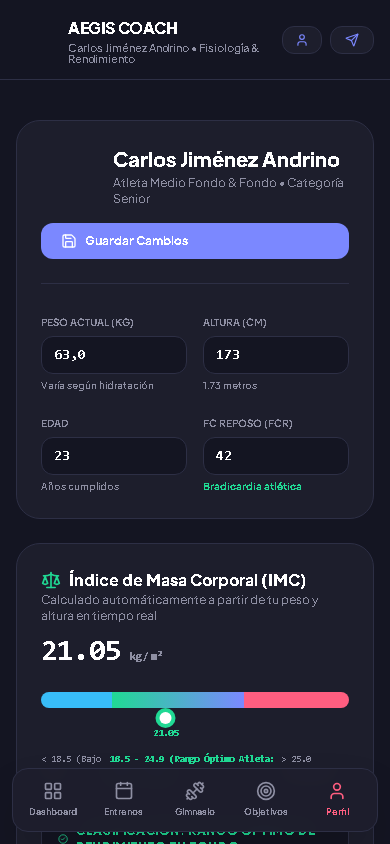 AEGIS COACH
Carlos Jiménez Andrino • Fisiología &
Rendimiento
Carlos Jiménez Andrino
Atleta Medio Fondo & Fondo • Categoría
Senior
Guardar Cambios
PESO ACTUAL (KG)
ALTURA (CM)
63,0
173
Varía según hidratación
1.73 metros
EDAD
FC REPOSO (FCR)
23
42
Años cumplidos
Bradicardia atlética
Índice de Masa Corporal (IMC)
Calculado automáticamente a partir de tu peso y
altura en tiempo real
21.05 kg/m²
21.05
< 18.5 (Bajo
18.5 - 24.9 (Rango Óptimo Atleta:
> 25.0
Dashboard
Entrenos
Gimnasio
Objetivos
Perfil
CLASIFICACIÓN: RANGO ÓPTIMO DE